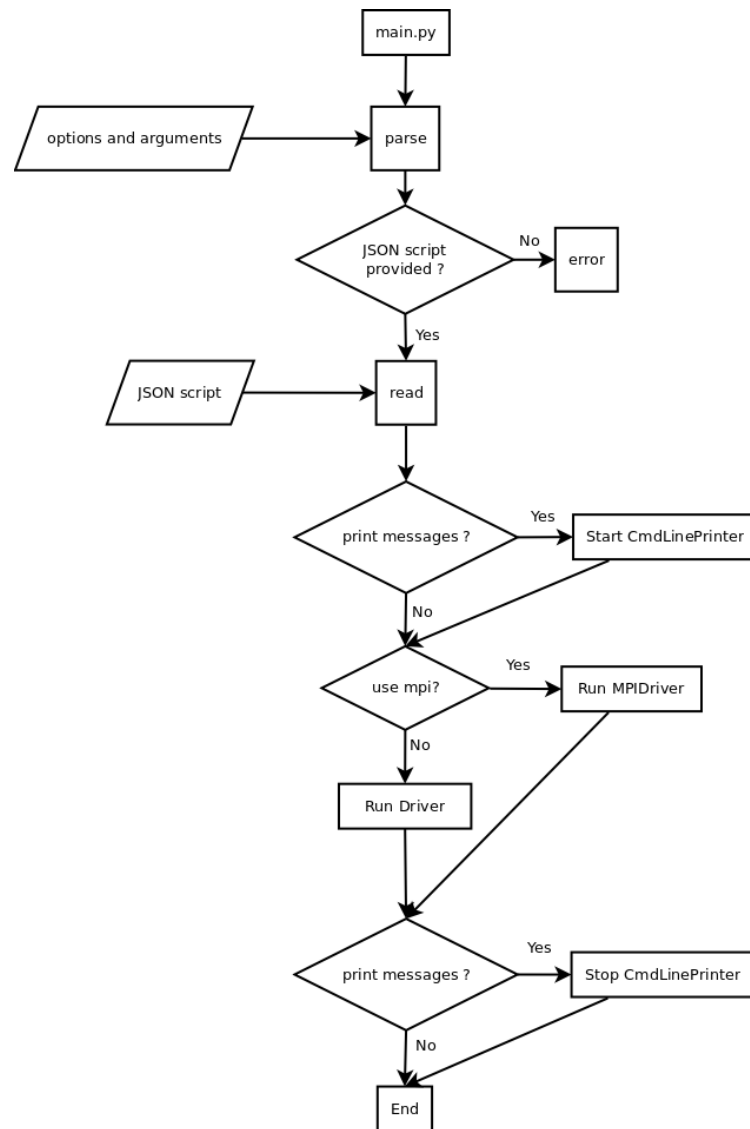 main.py
options and arguments
parse
JSON script
provided ?
No
error
Yes
JSON script
read
print messages ?
Yes
Start CmdLinePrinter
No
use mpi?
Yes
Run MPIDriver
No
Run Driver
print messages ?
Yes
Stop CmdLinePrinter
No
End